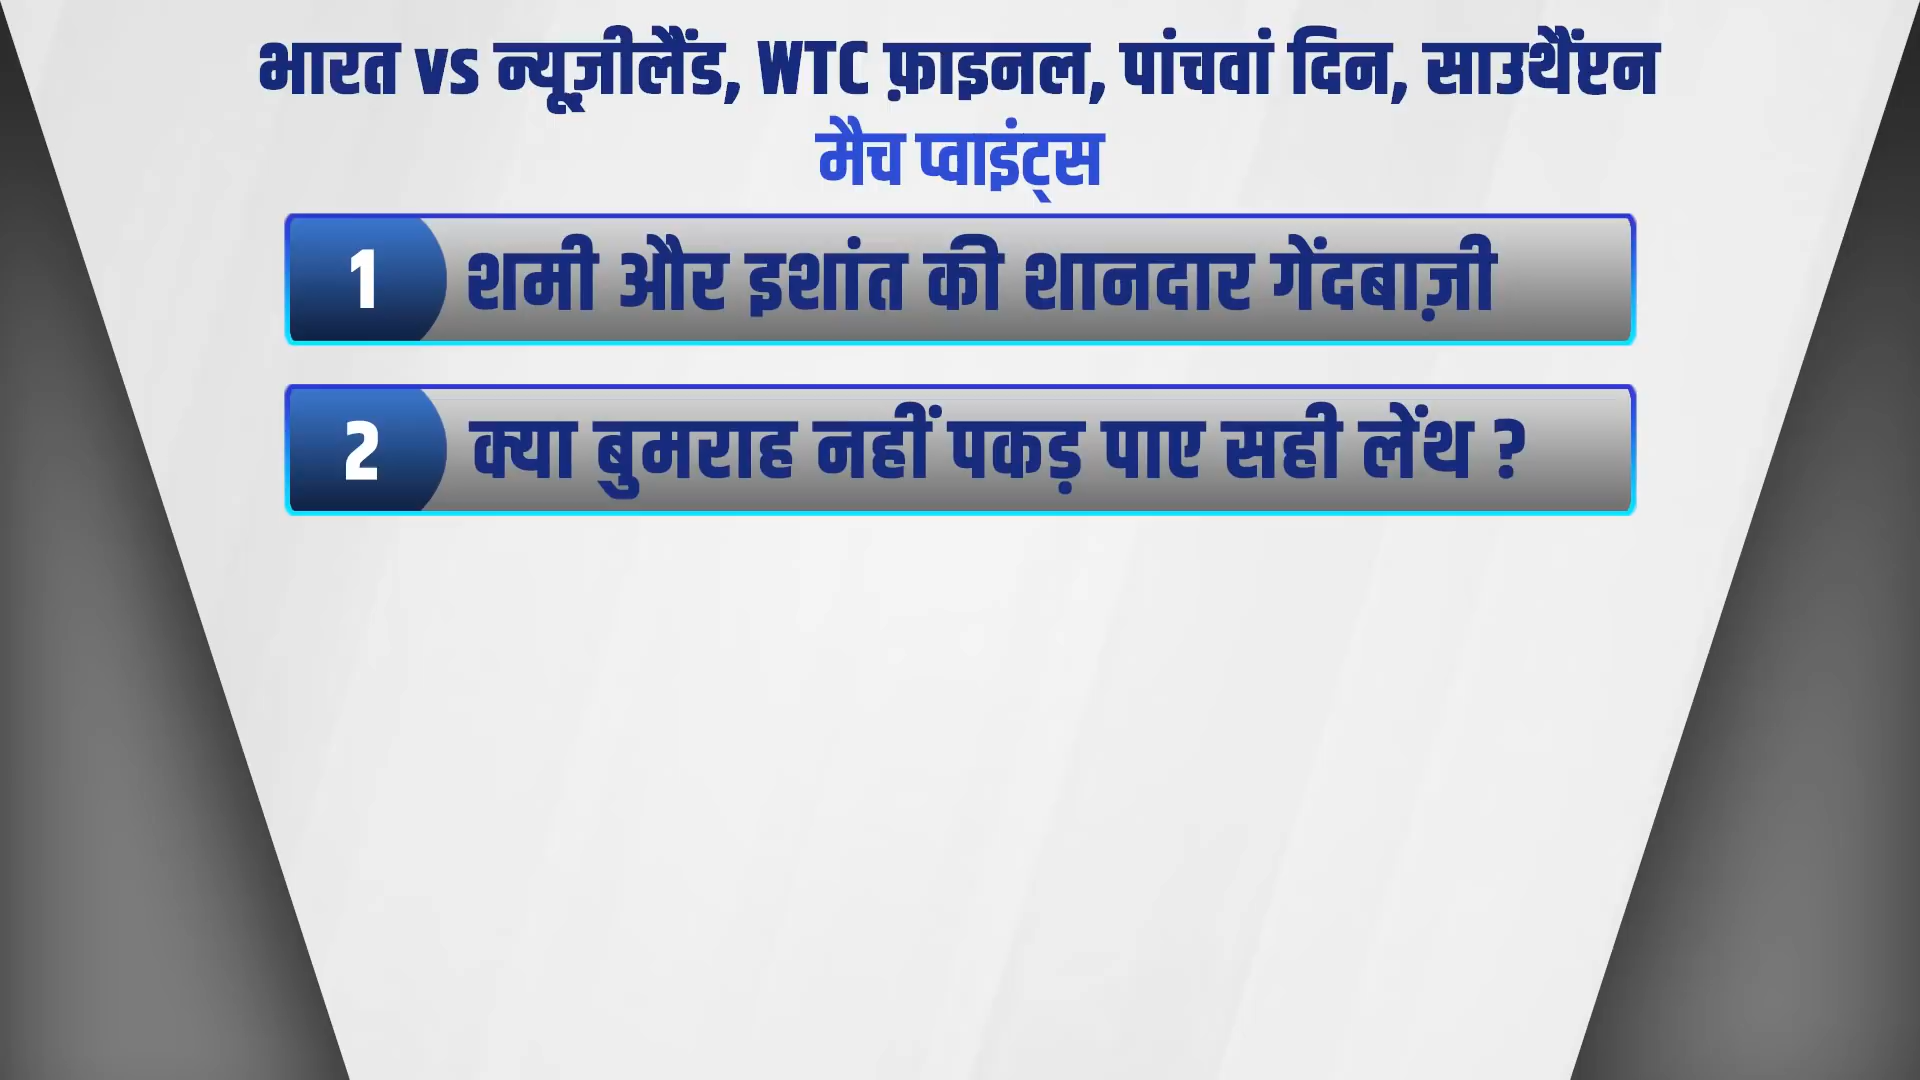 भारत vs न्यूज़ीलैंड, WTC फ़ाइनल, पांचवां दिन, साउथैंप्टन
मैच प्वाइंट्स
1 शमी और इशांत की शानदार गेंदबाज़ी
2 क्या बुमराह नहीं पकड़ पाए सही लेंथ ?